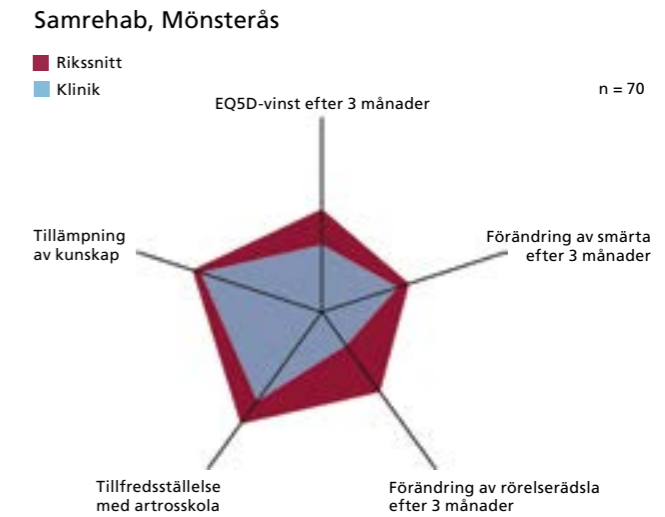 Samrehab, Mönsterås
Rikssnitt
Klinik
n = 70
EQ5D-vinst efter 3 månader
Tillämpning
av kunskap
Förändring av smärta
efter 3 månader
Tillfredsställelse
med artrosskola
Förändring av rörelserädsla
efter 3 månader